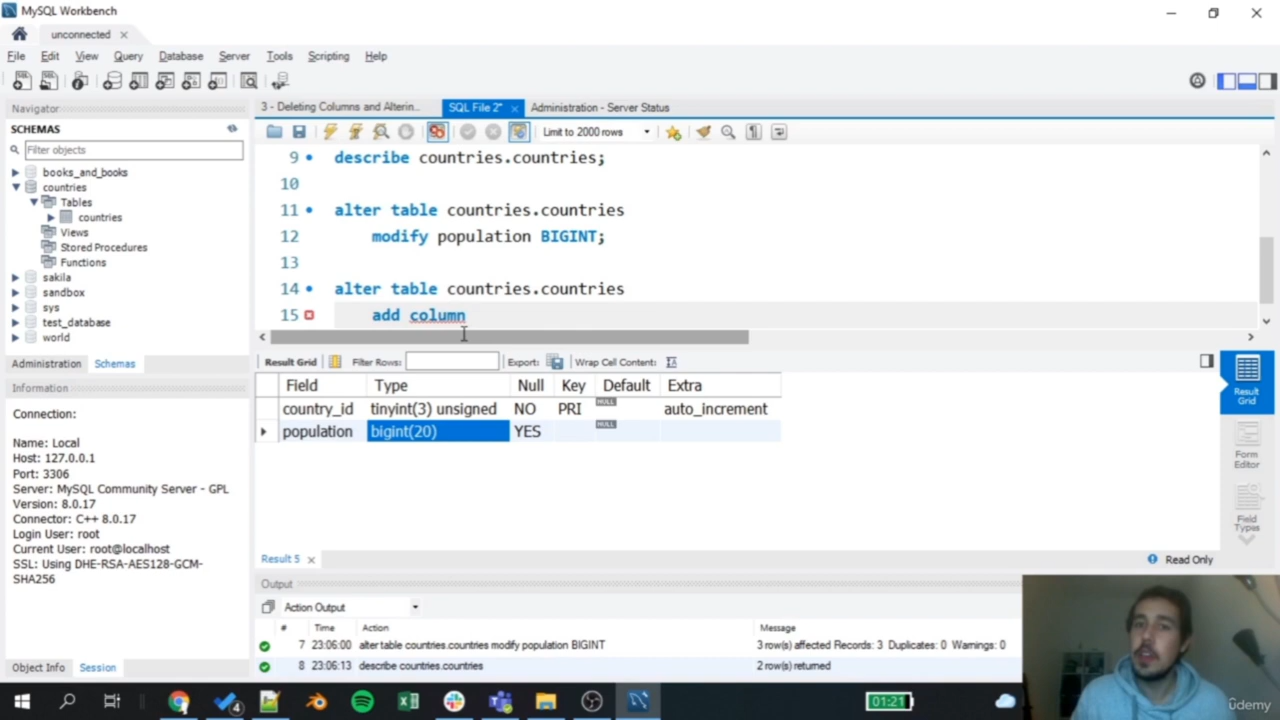 MySQL Workbench
unconnected
File Edit View Query Database Server Tools Scripting Help
Navigator
SCHEMAS
Filter objects
books_and_books
countries
Tables
countries
Views
Stored Procedures
Functions
sakila
sandbox
sys
test_database
world
Administration Schemas
Information
Connection:
Name: Local
Host: 127.0.0.1
Port: 3306
Server: MySQL Community Server - GPL
Version: 8.0.17
Connector: C++ 8.0.17
Login User: root
Current User: root@localhost
SSL: Using DHE-RSA-AES128-GCM-
SHA256
Object Info Session
3 - Deleting Columns and Alterin... SQL File 2* Administration - Server Status
Limit to 2000 rows
9 describe countries.countries;
10
11 alter table countries.countries
12 modify population BIGINT;
13
14 alter table countries.countries
15 add column
Result Grid Filter Rows: Export: Wrap Cell Content:
Field Type Null Key Default Extra
country_id tinyint(3) unsigned NO PRI NULL auto_increment
population bigint(20) YES NULL
Result
Grid
Form
Editor
Field
Types
Result 5 Read Only
Output
Action Output
# Time Action Message
7 23:06:00 alter table countries.countries modify population BIGINT 3 row(s) affected Records: 3 Duplicates: 0 Warnings: 0
8 23:06:13 describe countries.countries 2 row(s) returned
4
01:21
ûdemy